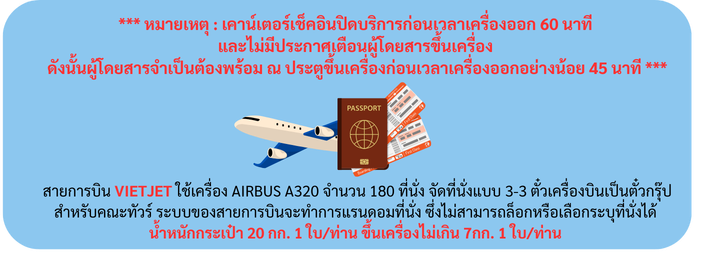 *** หมายเหตุ : เคาน์เตอร์เช็คอินปิดบริการก่อนเวลาเครื่องออก 60 นาที
และไม่มีประกาศเตือนผู้โดยสารขึ้นเครื่อง
ดังนั้นผู้โดยสารจำเป็นต้องพร้อม ณ ประตูขึ้นเครื่องก่อนเวลาเครื่องออกอย่างน้อย 45 นาที ***
PASSPORT
สายการบิน VIETJET ใช้เครื่อง AIRBUS A320 จำนวน 180 ที่นั่ง จัดที่นั่งแบบ 3-3 ตั๋วเครื่องบินเป็นตั๋วกรุ๊ป
สำหรับคณะทัวร์ ระบบของสายการบินจะทำการแรนดอมที่นั่ง ซึ่งไม่สามารถล็อกหรือเลือกระบุที่นั่งได้
น้ำหนักกระเป๋า 20 กก. 1 ใบ/ท่าน ขึ้นเครื่องไม่เกิน 7กก. 1 ใบ/ท่าน